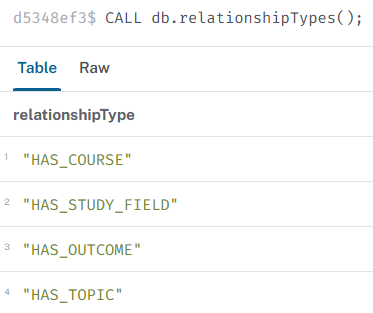 d5348ef3$ CALL db.relationshipTypes();
Table Raw
relationshipType
1 "HAS_COURSE"
2 "HAS_STUDY_FIELD"
3 "HAS_OUTCOME"
4 "HAS_TOPIC"